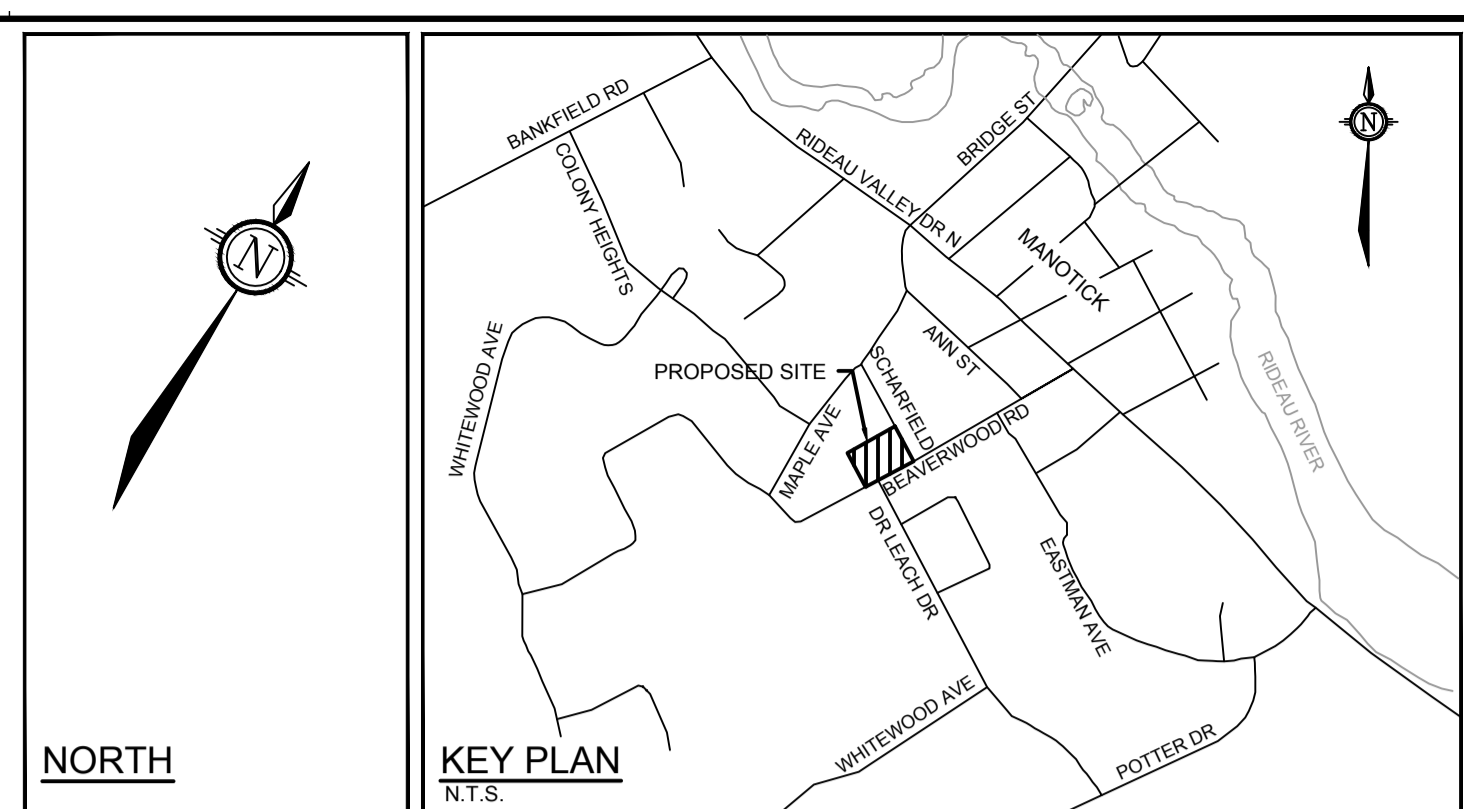 N
NORTH
BANKFIELD RD
COLONY HEIGHTS
RIDEAU VALLEY DR N
BRIDGE ST
N
MANOTICK
WHITEWOOD AVE
PROPOSED SITE
SCHARFIELD
ANN ST
MAPLE AVE
BEAVERWOOD RD
RIDEAU RIVER
DR LEACH DR
EASTMAN AVE
WHITEWOOD AVE
POTTER DR
KEY PLAN
N.T.S.